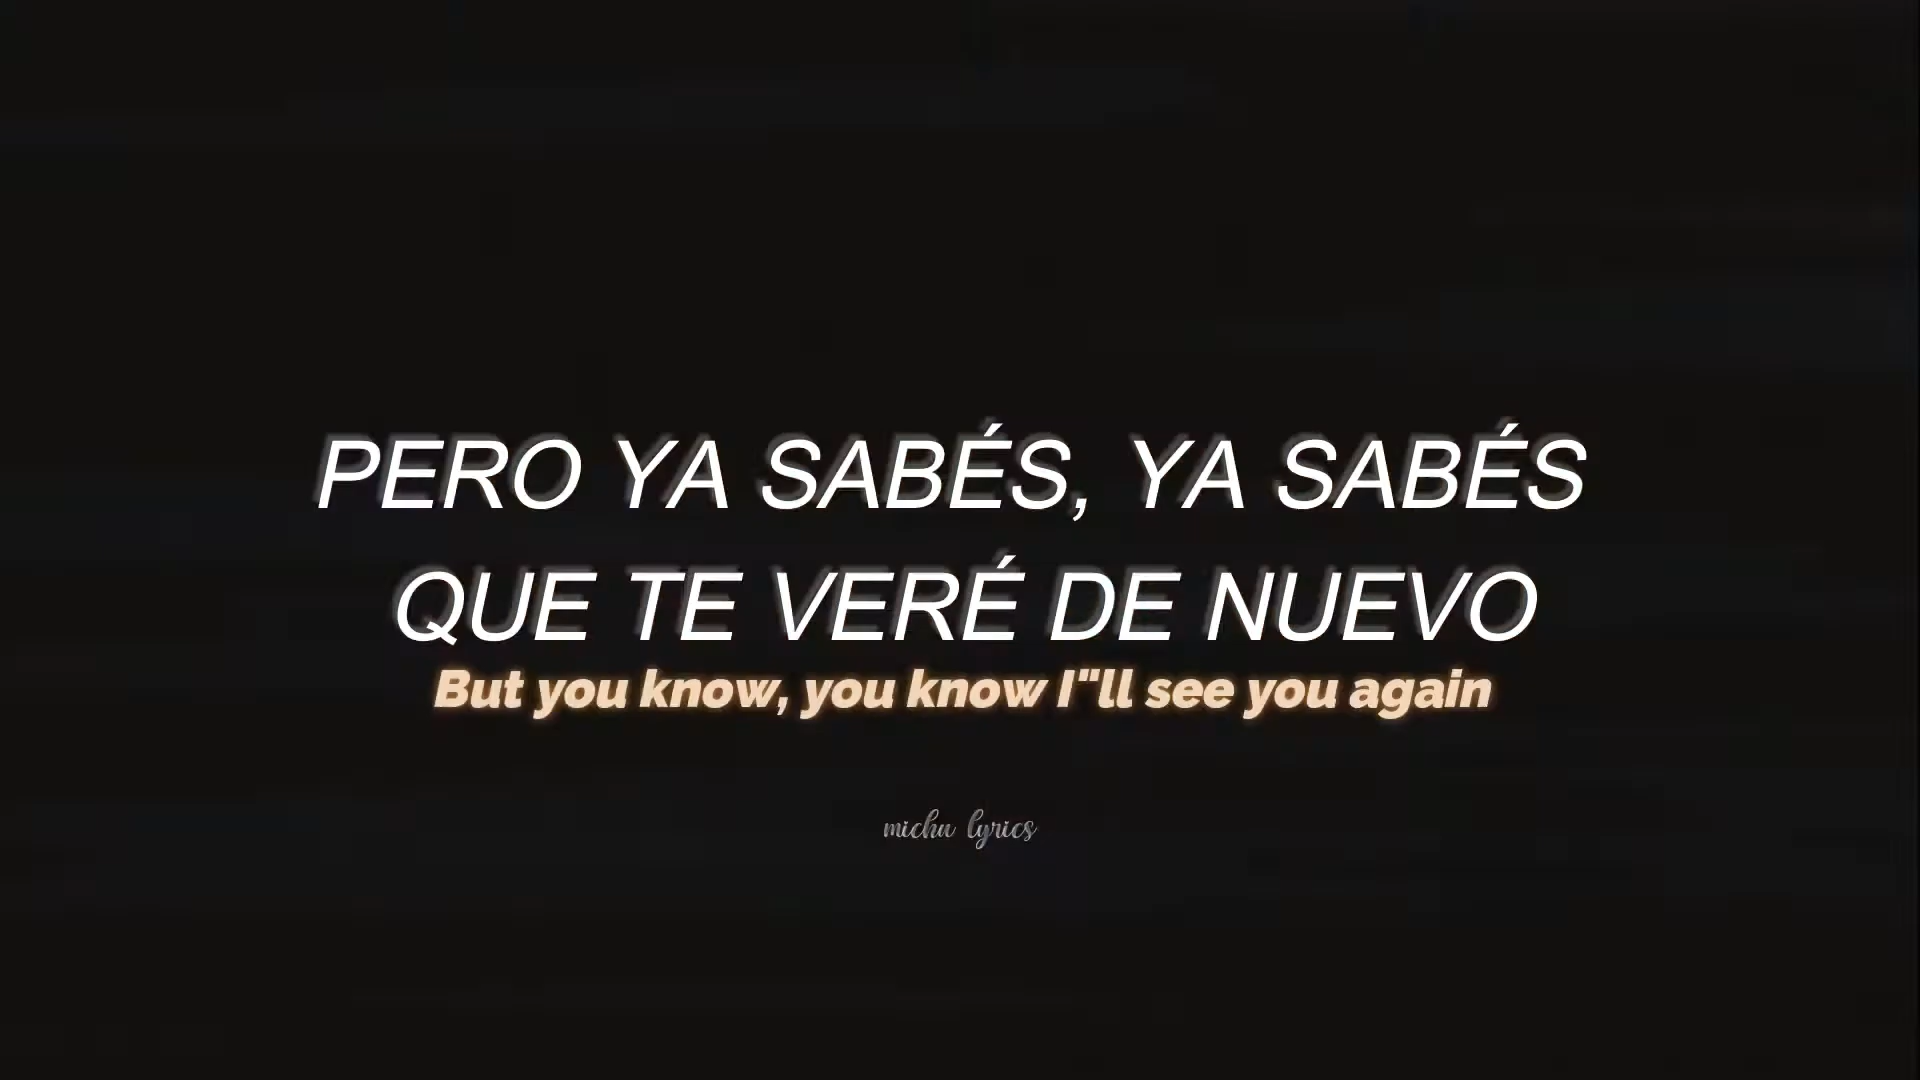 PERO YA SABÉS, YA SABÉS
QUE TE VERÉ DE NUEVO
But you know, you know I"ll see you again
michu lyrics